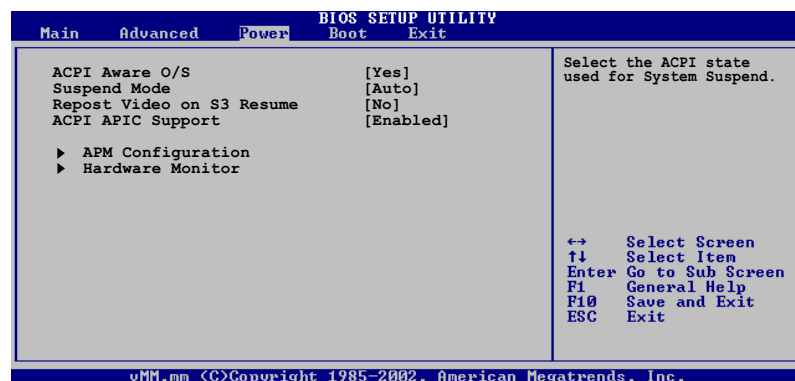 BIOS SETUP UTILITY
Main Advanced Power Boot Exit
ACPI Aware O/S [Yes]
Suspend Mode [Auto]
Repost Video on S3 Resume [No]
ACPI APIC Support [Enabled]
▶ APM Configuration
▶ Hardware Monitor
Select the ACPI state
used for System Suspend.
←→ Select Screen
↑↓ Select Item
Enter Go to Sub Screen
F1 General Help
F10 Save and Exit
ESC Exit
vMM.mm (C)Copyright 1985-2002, American Megatrends, Inc.